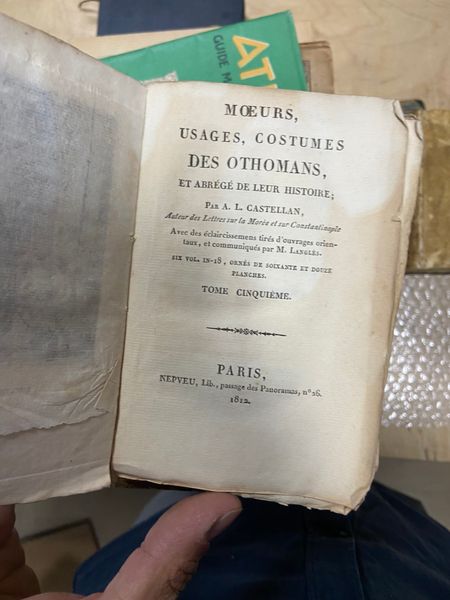 AT
GUIDE M
MŒURS,
USAGES, COSTUMES
DES OTHOMANS,
ET ABRÉGÉ DE LEUR HISTOIRE;
PAR A. L. CASTELLAN,
Auteur des Lettres sur la Morée et sur Constantinople
Avec des éclaircissemens tirés d'ouvrages orien-
taux, et communiqués par M. LANGLÈS.
SIX VOL. IN-18, ORNÉS DE SOIXANTE ET DOUZE
PLANCHES.
TOME CINQUIÈME.
PARIS,
NEPVEU, Lib., passage des Panoramas, n° 26.
1812.